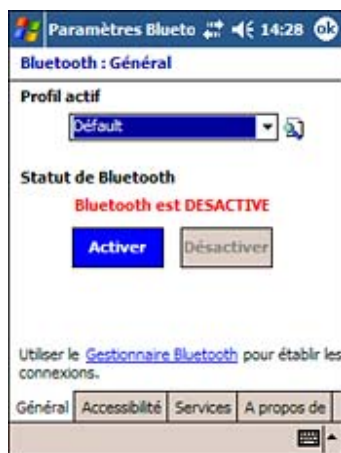 Paramètres Blueto 14:28 ok
Bluetooth : Général
Profil actif
Défault
Statut de Bluetooth
Bluetooth est DESACTIVE
Activer Désactiver
Utiliser le Gestionnaire Bluetooth pour établir les
connexions.
Général Accessibilité Services A propos de